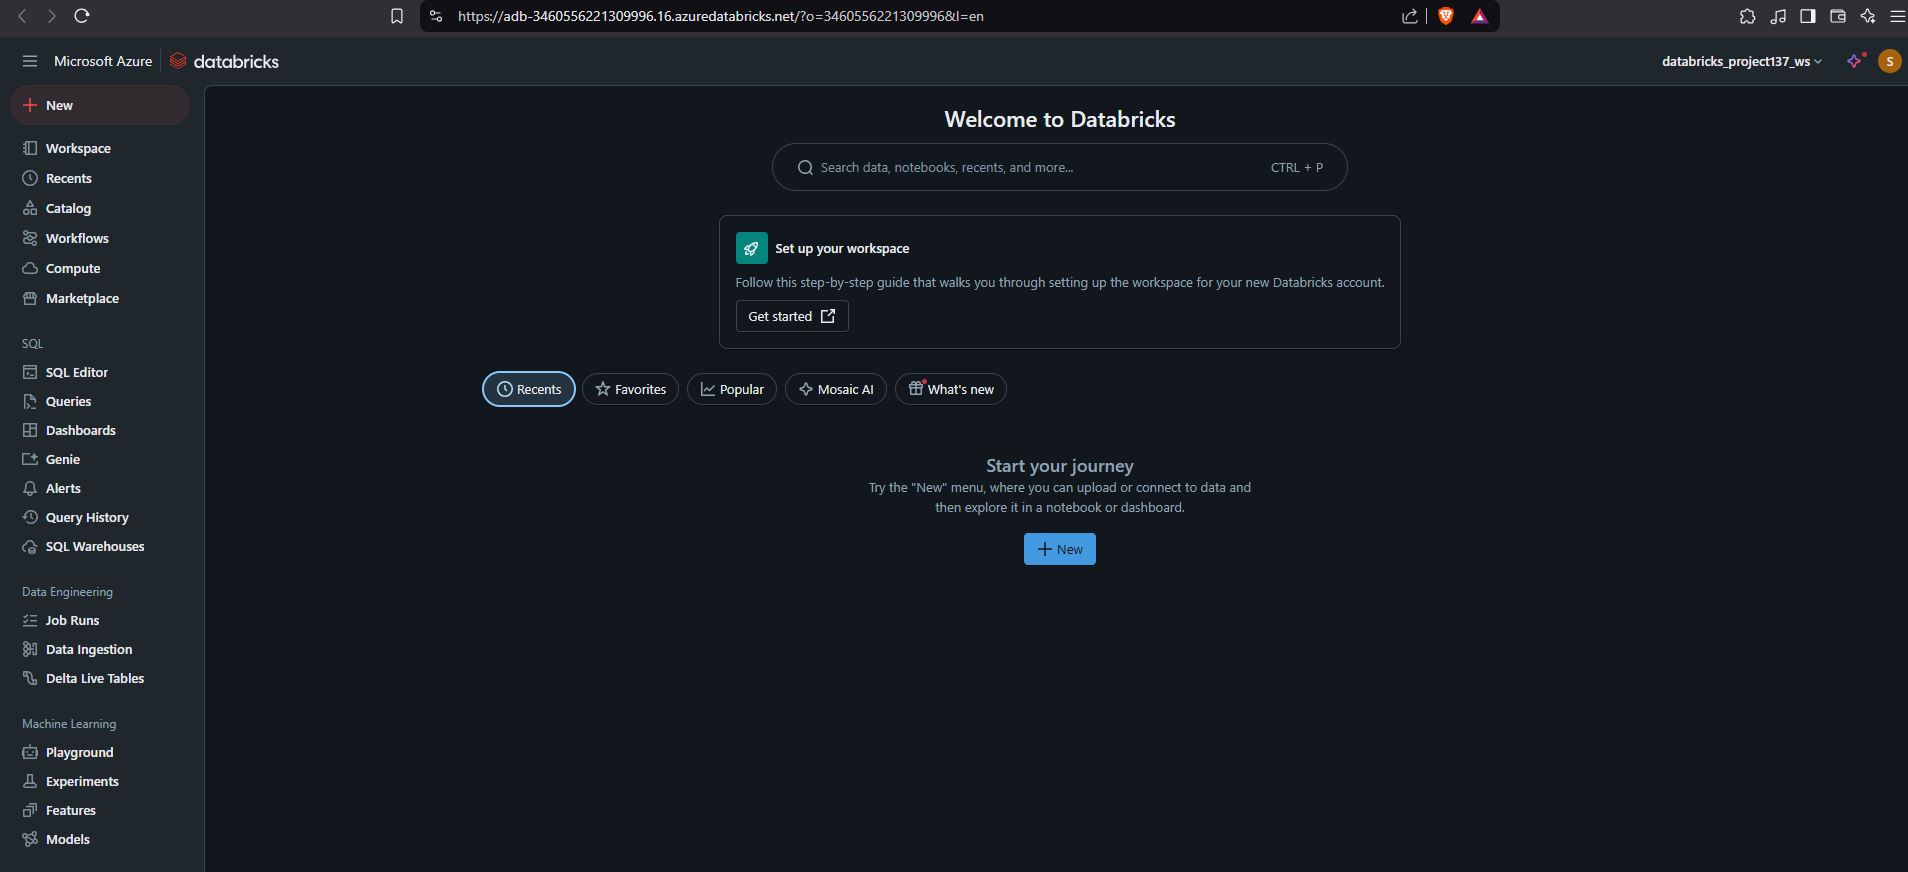 https://adb-3460556221309996.16.azuredatabricks.net/?o=3460556221309996&l=en
Microsoft Azure databricks
databricks_project137_ws
S
New
Workspace
Recents
Catalog
Workflows
Compute
Marketplace
SQL
SQL Editor
Queries
Dashboards
Genie
Alerts
Query History
SQL Warehouses
Data Engineering
Job Runs
Data Ingestion
Delta Live Tables
Machine Learning
Playground
Experiments
Features
Models
Welcome to Databricks
Search data, notebooks, recents, and more... CTRL + P
Set up your workspace
Follow this step-by-step guide that walks you through setting up the workspace for your new Databricks account.
Get started
Recents Favorites Popular Mosaic AI What's new
Start your journey
Try the "New" menu, where you can upload or connect to data and
then explore it in a notebook or dashboard.
New